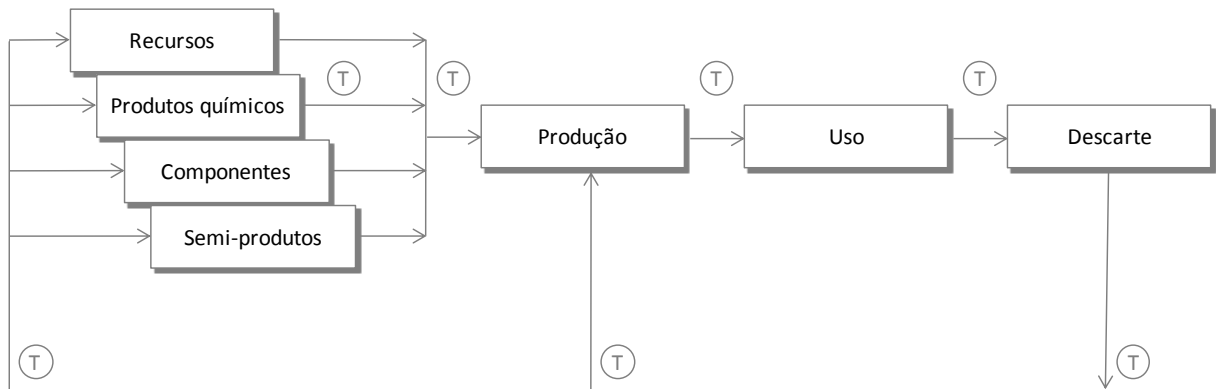 Recursos
T
T
T
T
Produtos químicos
Produção
Uso
Descarte
Componentes
Semi-produtos
T
T
T